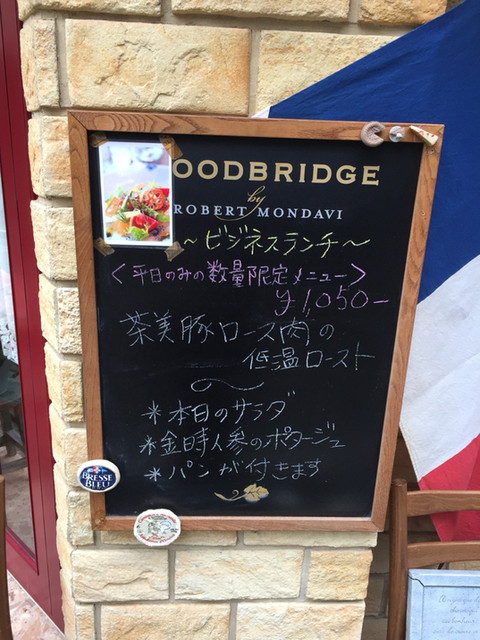 OODBRIDGE
by
ROBERT MONDAVI
～ビジネスランチ～
＜平日のみの数量限定メニュー＞
¥1,050-
茶美豚ロース肉の
低温ロースト
＊本日のサラダ
＊金時人参のポタージュ
＊パンが付きます
BRESSE
BLEU